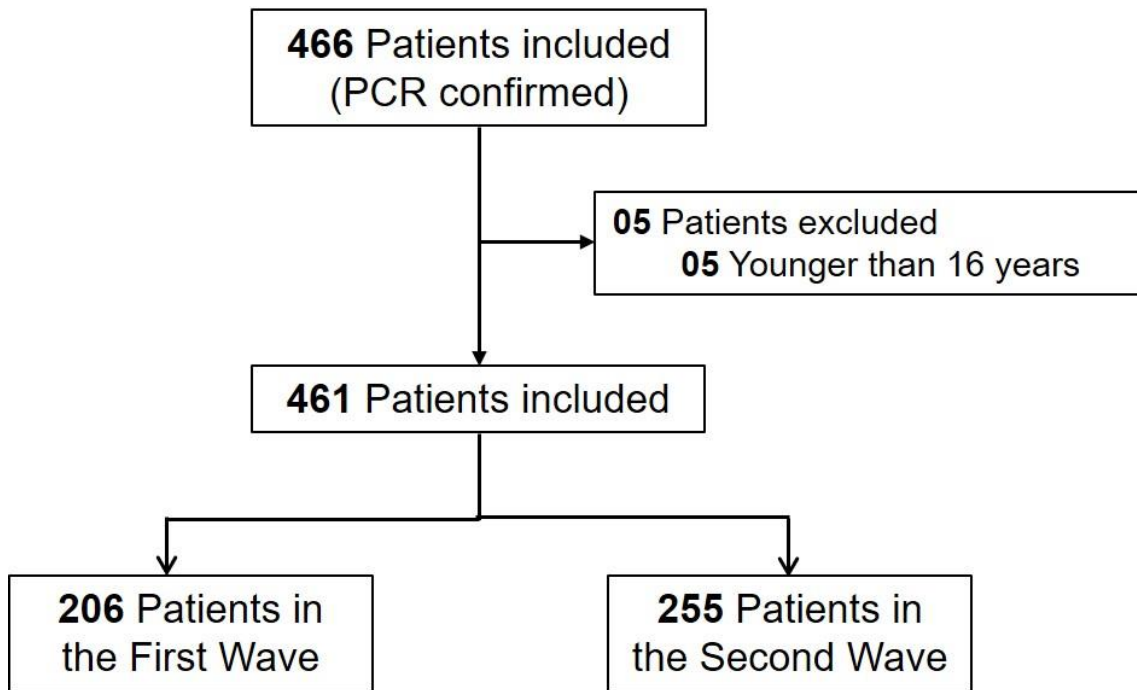 466 Patients included
(PCR confirmed)
05 Patients excluded
05 Younger than 16 years
461 Patients included
206 Patients in
the First Wave
255 Patients in
the Second Wave